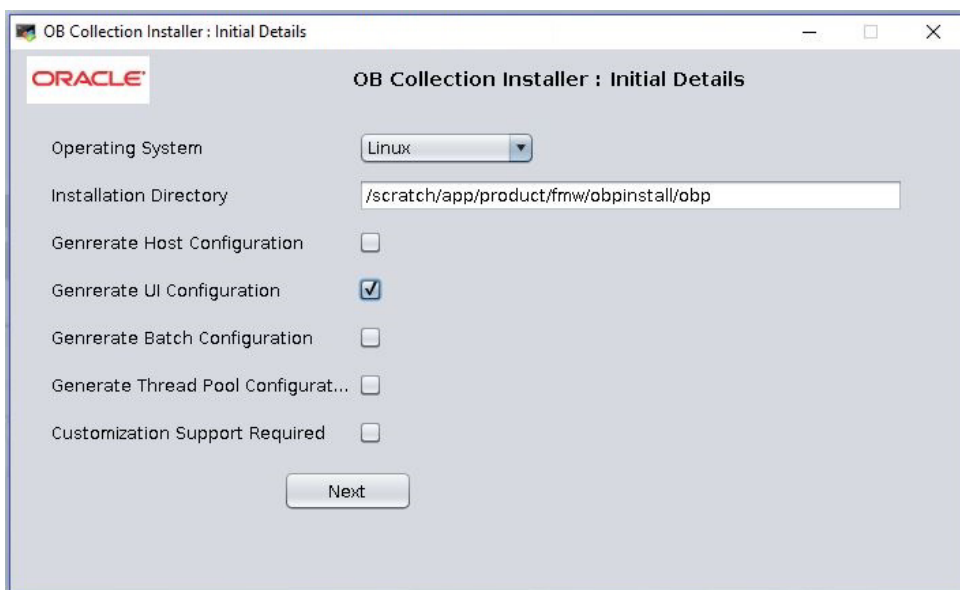 OB Collection Installer : Initial Details
ORACLE
OB Collection Installer : Initial Details
Operating System Linux
Installation Directory /scratch/app/product/fmw/obpinstall/obp
Genrerate Host Configuration
Genrerate UI Configuration
Genrerate Batch Configuration
Generate Thread Pool Configurat...
Customization Support Required
Next